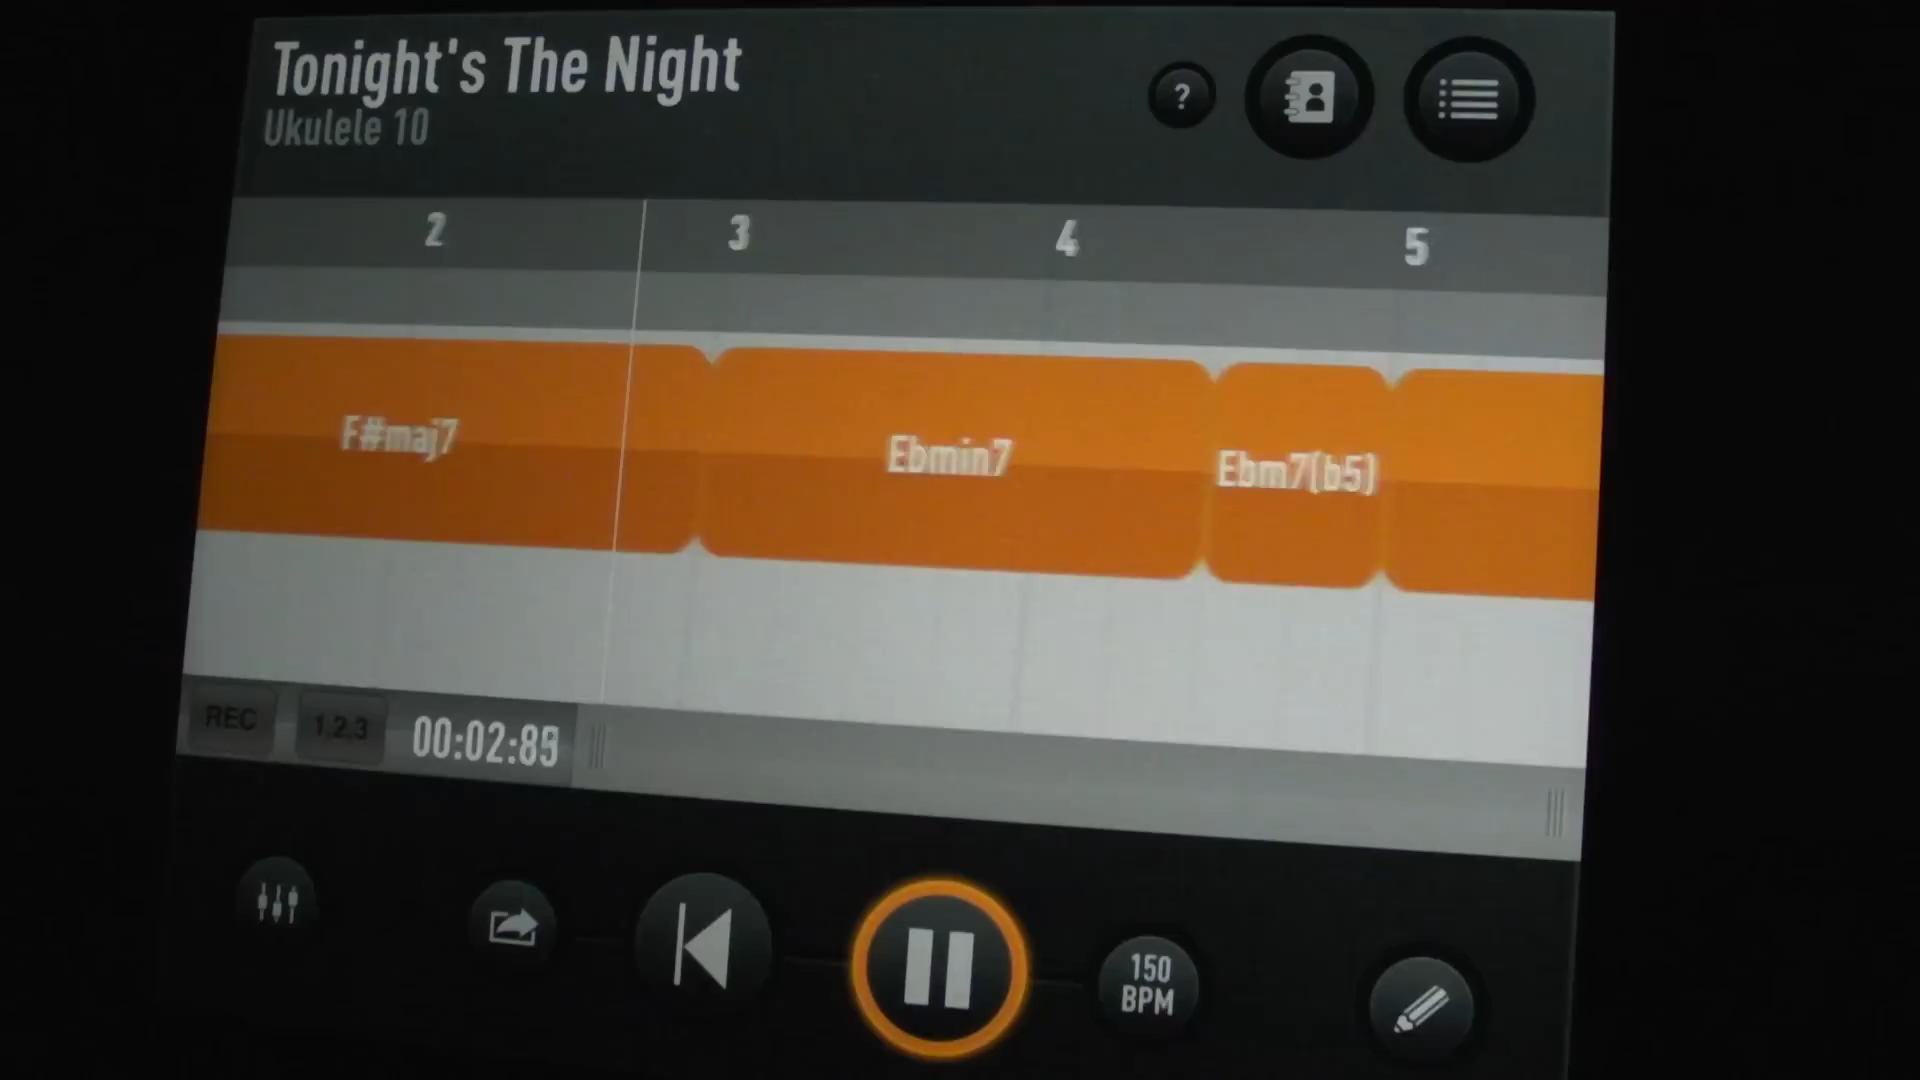 Tonight's The Night
Ukulele 10
?
2 3 4 5
F#maj7 Ebmin7 Ebm7(b5)
REC 1,2,3 00:02:85
150
BPM